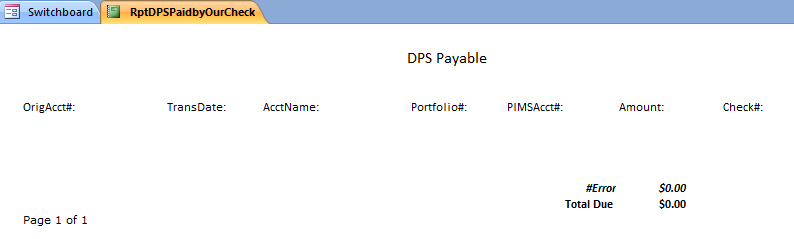 Switchboard RptDPSPaidbyOurCheck
DPS Payable
OrigAcct#: TransDate: AcctName: Portfolio#: PIMSAcct#: Amount: Check#:
#Error $0.00
Total Due $0.00
Page 1 of 1